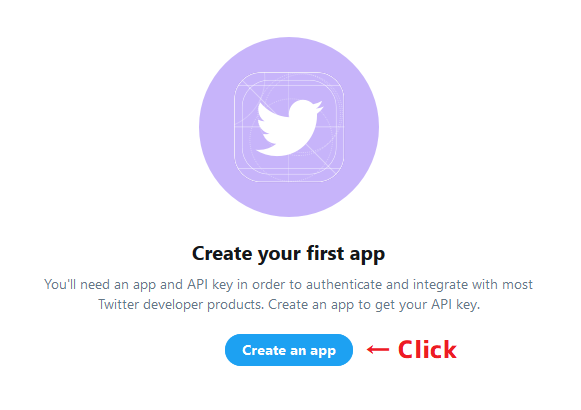 Create your first app
You'll need an app and API key in order to authenticate and integrate with most
Twitter developer products. Create an app to get your API key.
Create an app ← Click